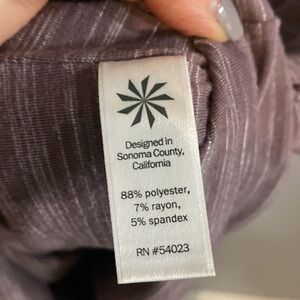 Designed in
Sonoma County,
California
88% polyester,
7% rayon,
5% spandex
RN #54023